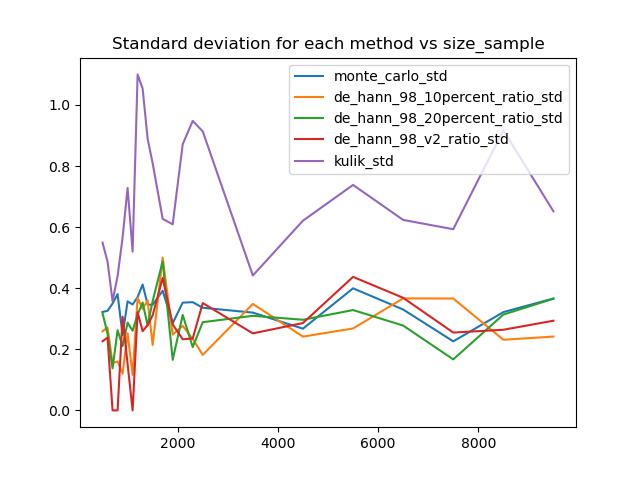 Standard deviation for each method vs size_sample
monte_carlo_std
de_hann_98_10percent_ratio_std
de_hann_98_20percent_ratio_std
de_hann_98_v2_ratio_std
kulik_std
1.0
0.8
0.6
0.4
0.2
0.0
2000 4000 6000 8000